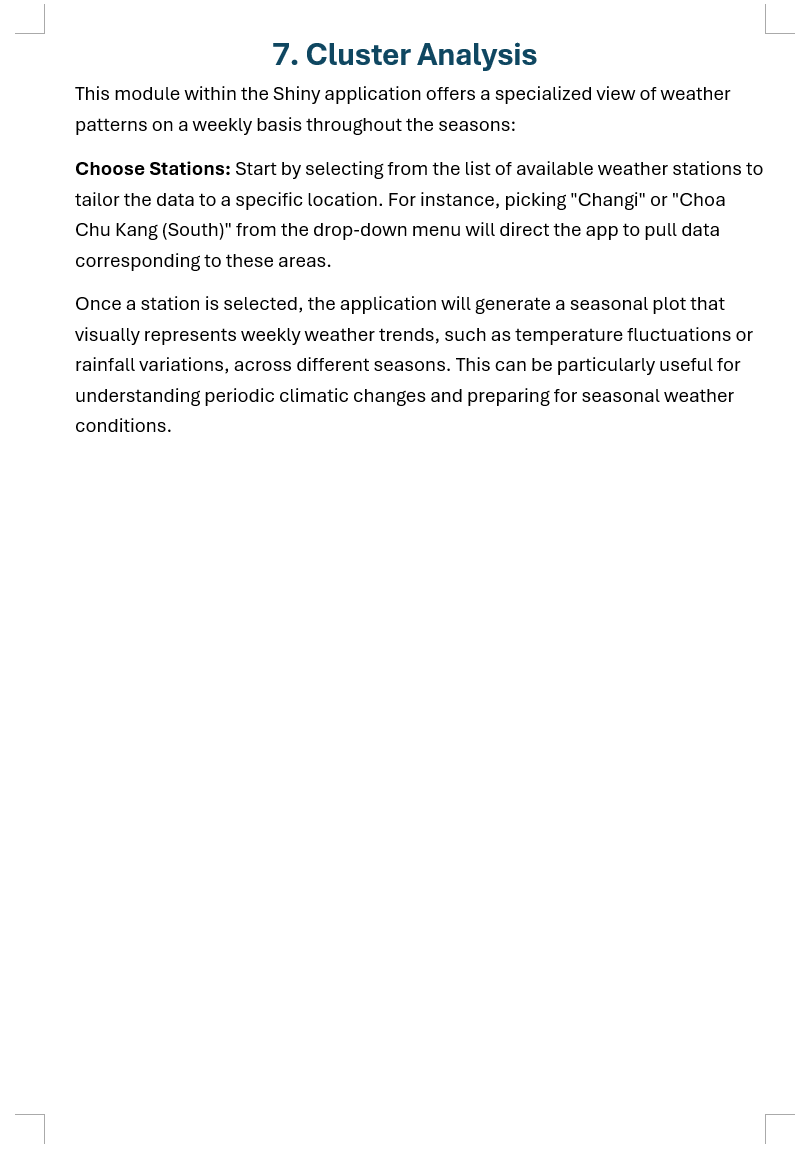 7. Cluster Analysis
This module within the Shiny application offers a specialized view of weather
patterns on a weekly basis throughout the seasons:
Choose Stations: Start by selecting from the list of available weather stations to
tailor the data to a specific location. For instance, picking "Changi" or "Choa
Chu Kang (South)" from the drop-down menu will direct the app to pull data
corresponding to these areas.
Once a station is selected, the application will generate a seasonal plot that
visually represents weekly weather trends, such as temperature fluctuations or
rainfall variations, across different seasons. This can be particularly useful for
understanding periodic climatic changes and preparing for seasonal weather
conditions.